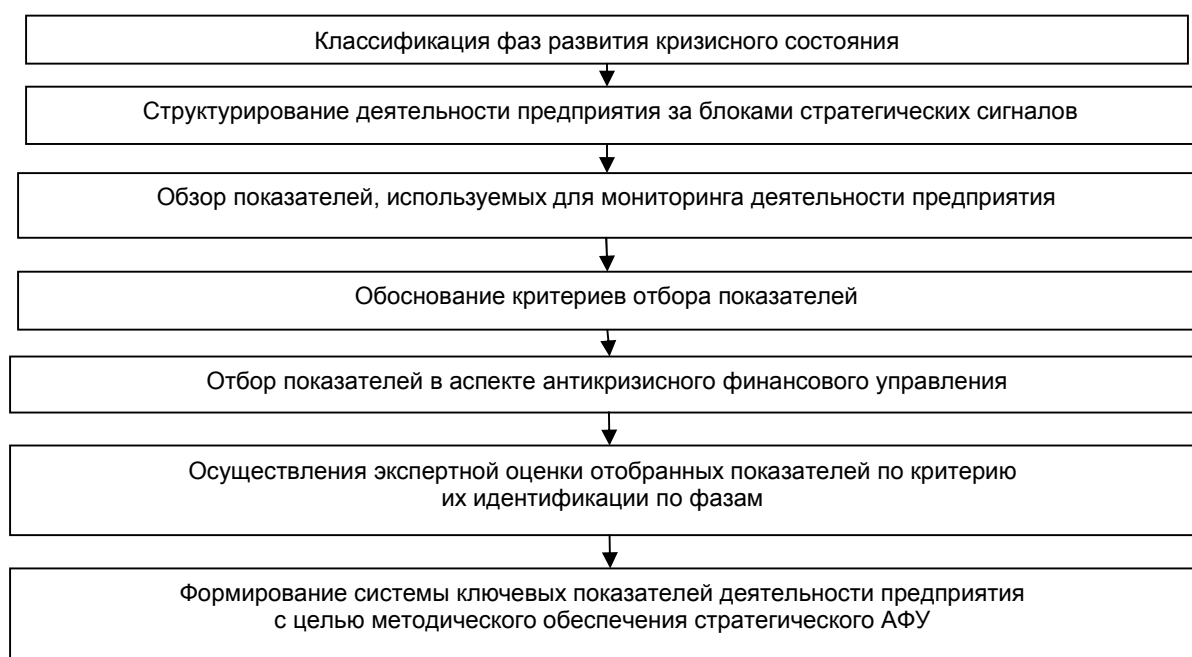 Классификация фаз развития кризисного состояния
Структурирование деятельности предприятия за блоками стратегических сигналов
Обзор показателей, используемых для мониторинга деятельности предприятия
Обоснование критериев отбора показателей
Отбор показателей в аспекте антикризисного финансового управления
Осуществления экспертной оценки отобранных показателей по критерию
их идентификации по фазам
Формирование системы ключевых показателей деятельности предприятия
с целью методического обеспечения стратегического АФУ